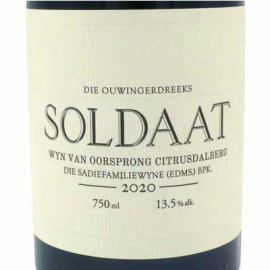 DIE OUWINGERDREEKS
SOLDAAT
WYN VAN OORSPRONG CITRUSDALBERG
DIE SADIEFAMILIEWYNE (EDMS.) BPK.
2020
750 ml 13.5% alk.